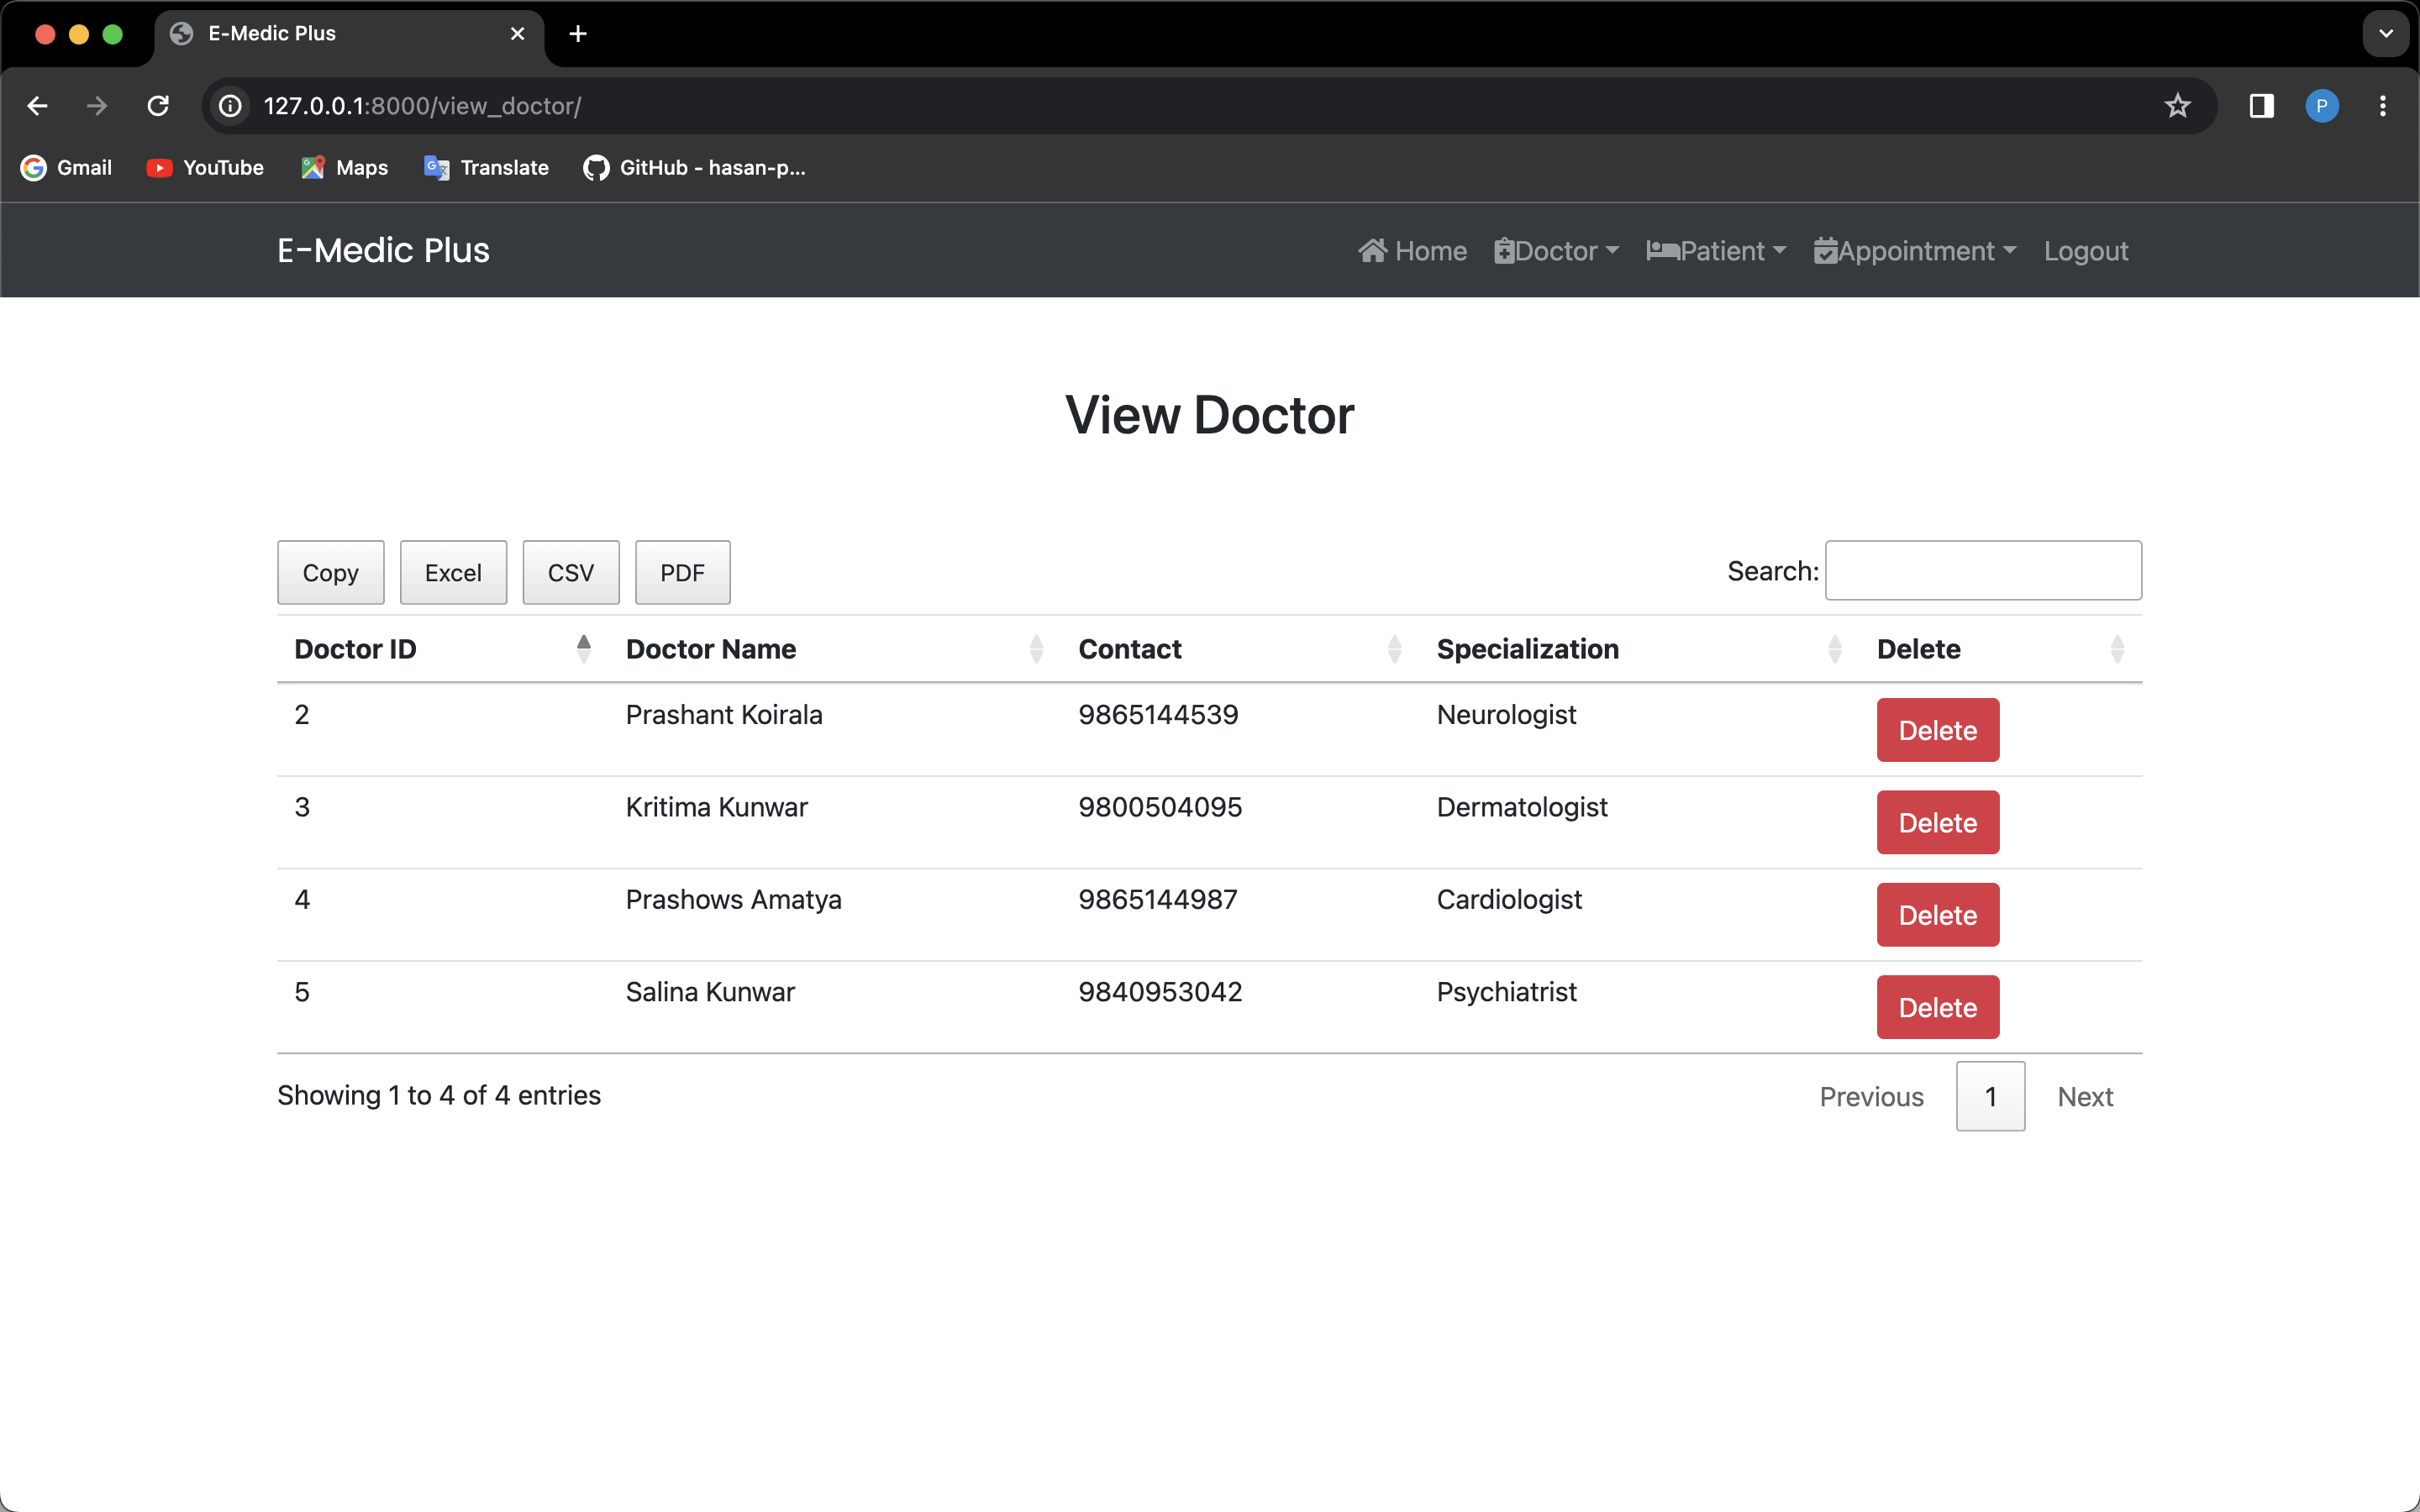 E-Medic Plus
127.0.0.1:8000/view_doctor/
P
Gmail YouTube Maps Translate GitHub - hasan-p...
E-Medic Plus Home Doctor Patient Appointment Logout
View Doctor
Copy Excel CSV PDF Search:
Doctor ID Doctor Name Contact Specialization Delete
2 Prashant Koirala 9865144539 Neurologist Delete
3 Kritima Kunwar 9800504095 Dermatologist Delete
4 Prashows Amatya 9865144987 Cardiologist Delete
5 Salina Kunwar 9840953042 Psychiatrist Delete
Showing 1 to 4 of 4 entries Previous 1 Next